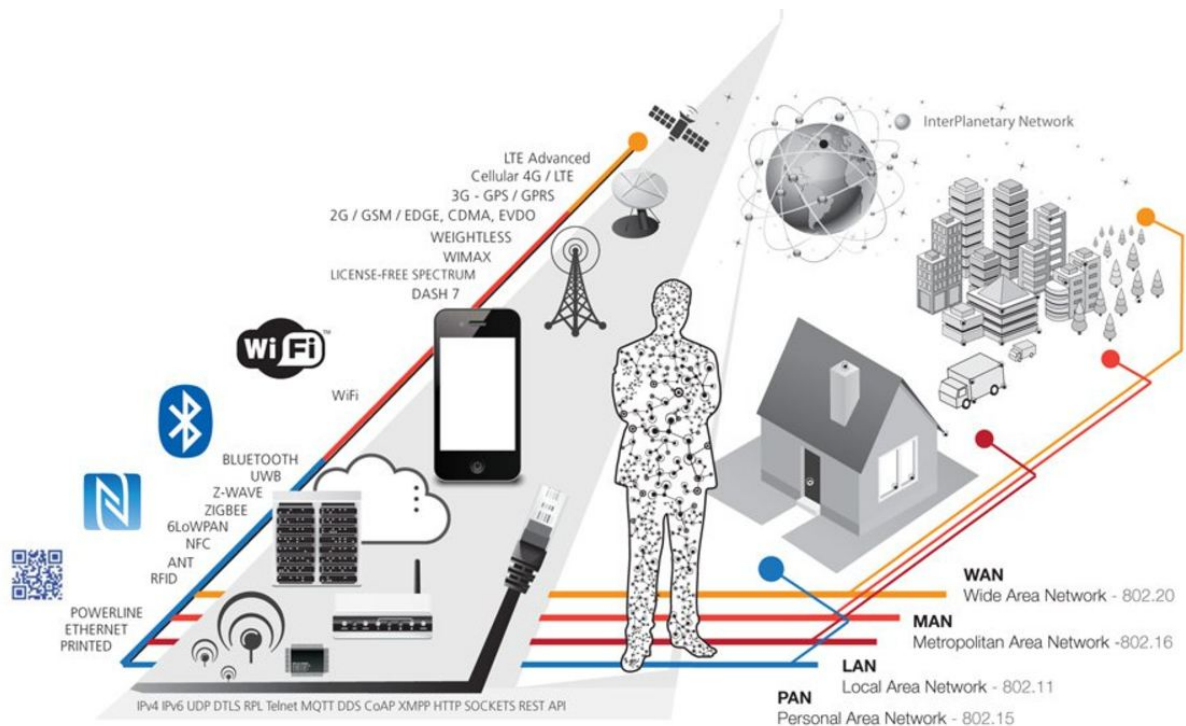 InterPlanetary Network
LTE Advanced
Cellular 4G / LTE
3G - GPS / GPRS
2G / GSM / EDGE, CDMA, EVDO
WEIGHTLESS
WIMAX
LICENSE-FREE SPECTRUM
DASH 7
Wi Fi TM
WiFi
BLUETOOTH
UWB
Z-WAVE
ZIGBEE
6LoWPAN
NFC
ANT
RFID
POWERLINE
ETHERNET
PRINTED
WAN
Wide Area Network - 802.20
MAN
Metropolitan Area Network -802.16
LAN
Local Area Network - 802.11
PAN
Personal Area Network - 802.15
IPv4 IPv6 UDP DTLS RPL Telnet MQTT DDS CoAP XMPP HTTP SOCKETS REST API